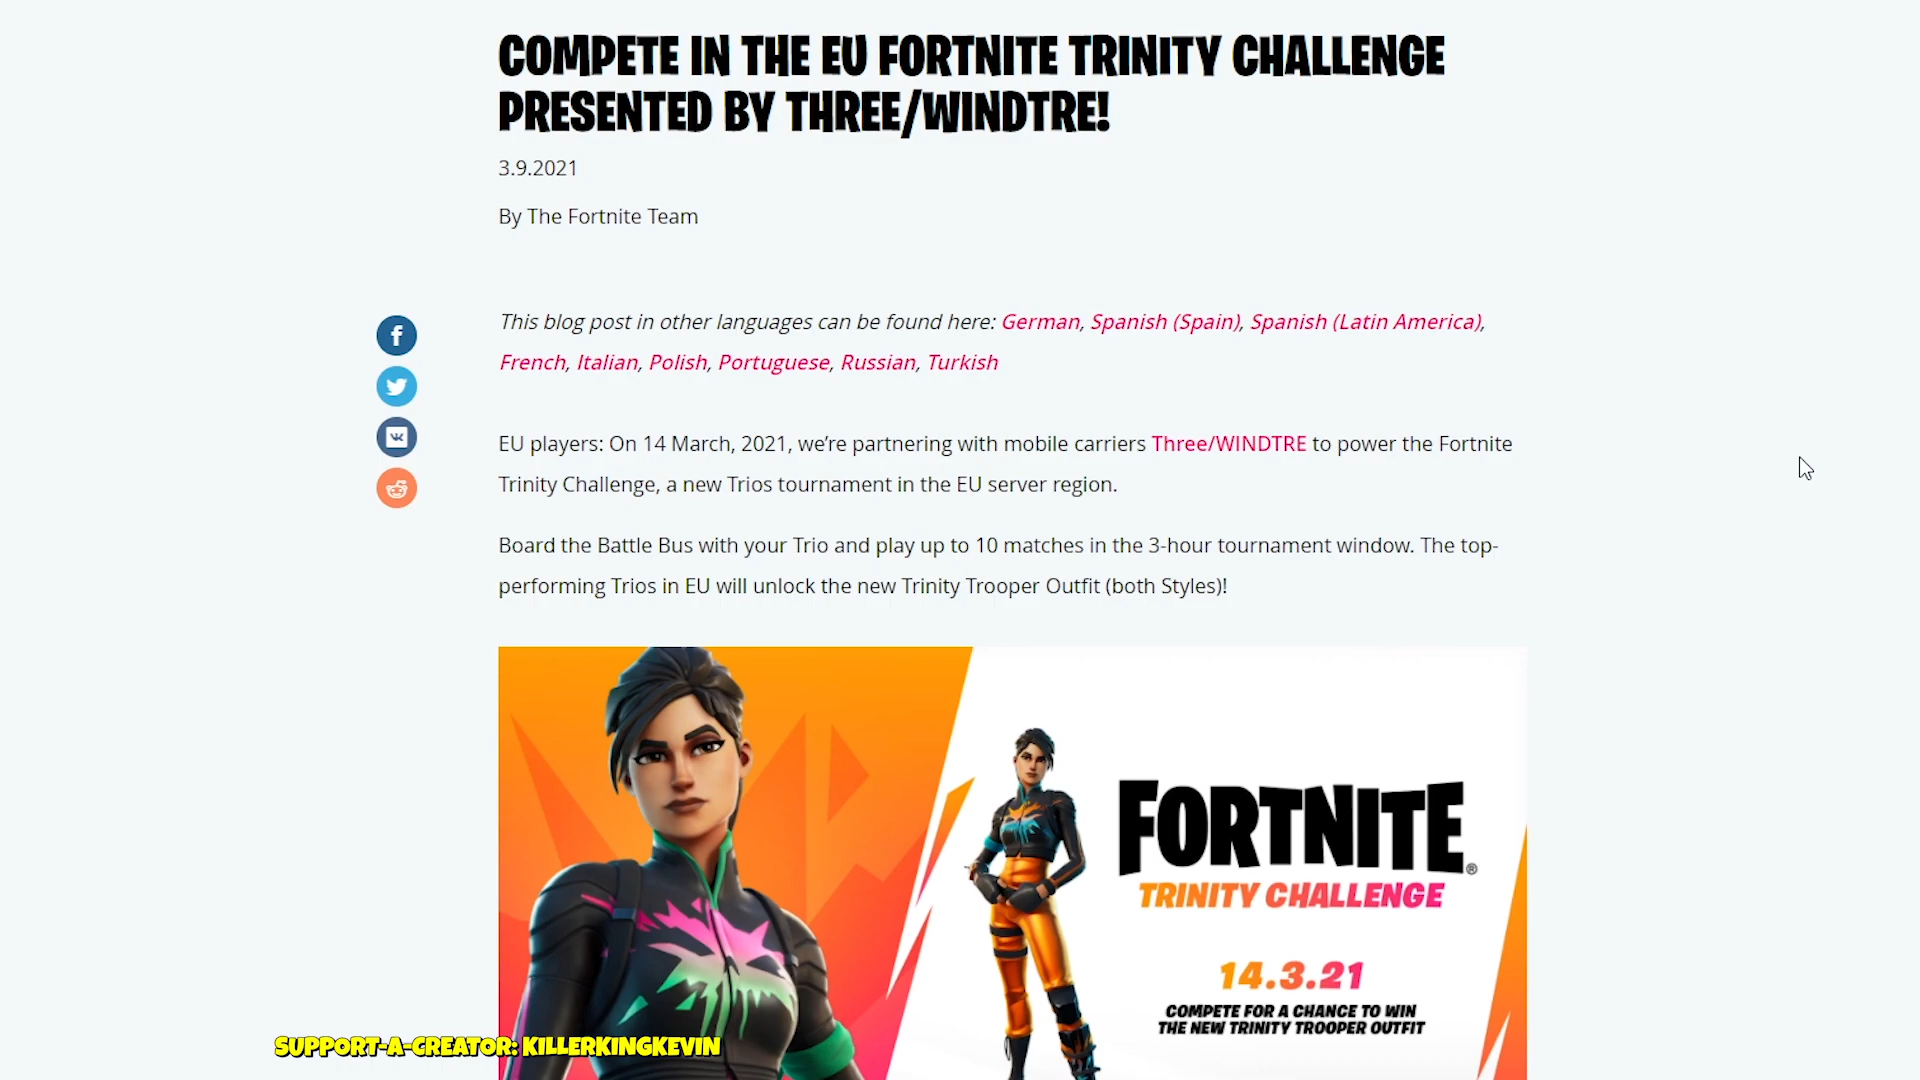 COMPETE IN THE EU FORTNITE TRINITY CHALLENGE
PRESENTED BY THREE/WINDTRE!
3.9.2021
By The Fortnite Team
This blog post in other languages can be found here: German, Spanish (Spain), Spanish (Latin America),
French, Italian, Polish, Portuguese, Russian, Turkish
EU players: On 14 March, 2021, we’re partnering with mobile carriers Three/WINDTRE to power the Fortnite
Trinity Challenge, a new Trios tournament in the EU server region.
Board the Battle Bus with your Trio and play up to 10 matches in the 3-hour tournament window. The top-
performing Trios in EU will unlock the new Trinity Trooper Outfit (both Styles)!
FORTNITE®
TRINITY CHALLENGE
14.3.21
COMPETE FOR A CHANCE TO WIN
THE NEW TRINITY TROOPER OUTFIT
SUPPORT-A-CREATOR: KILLERKINGKEVIN